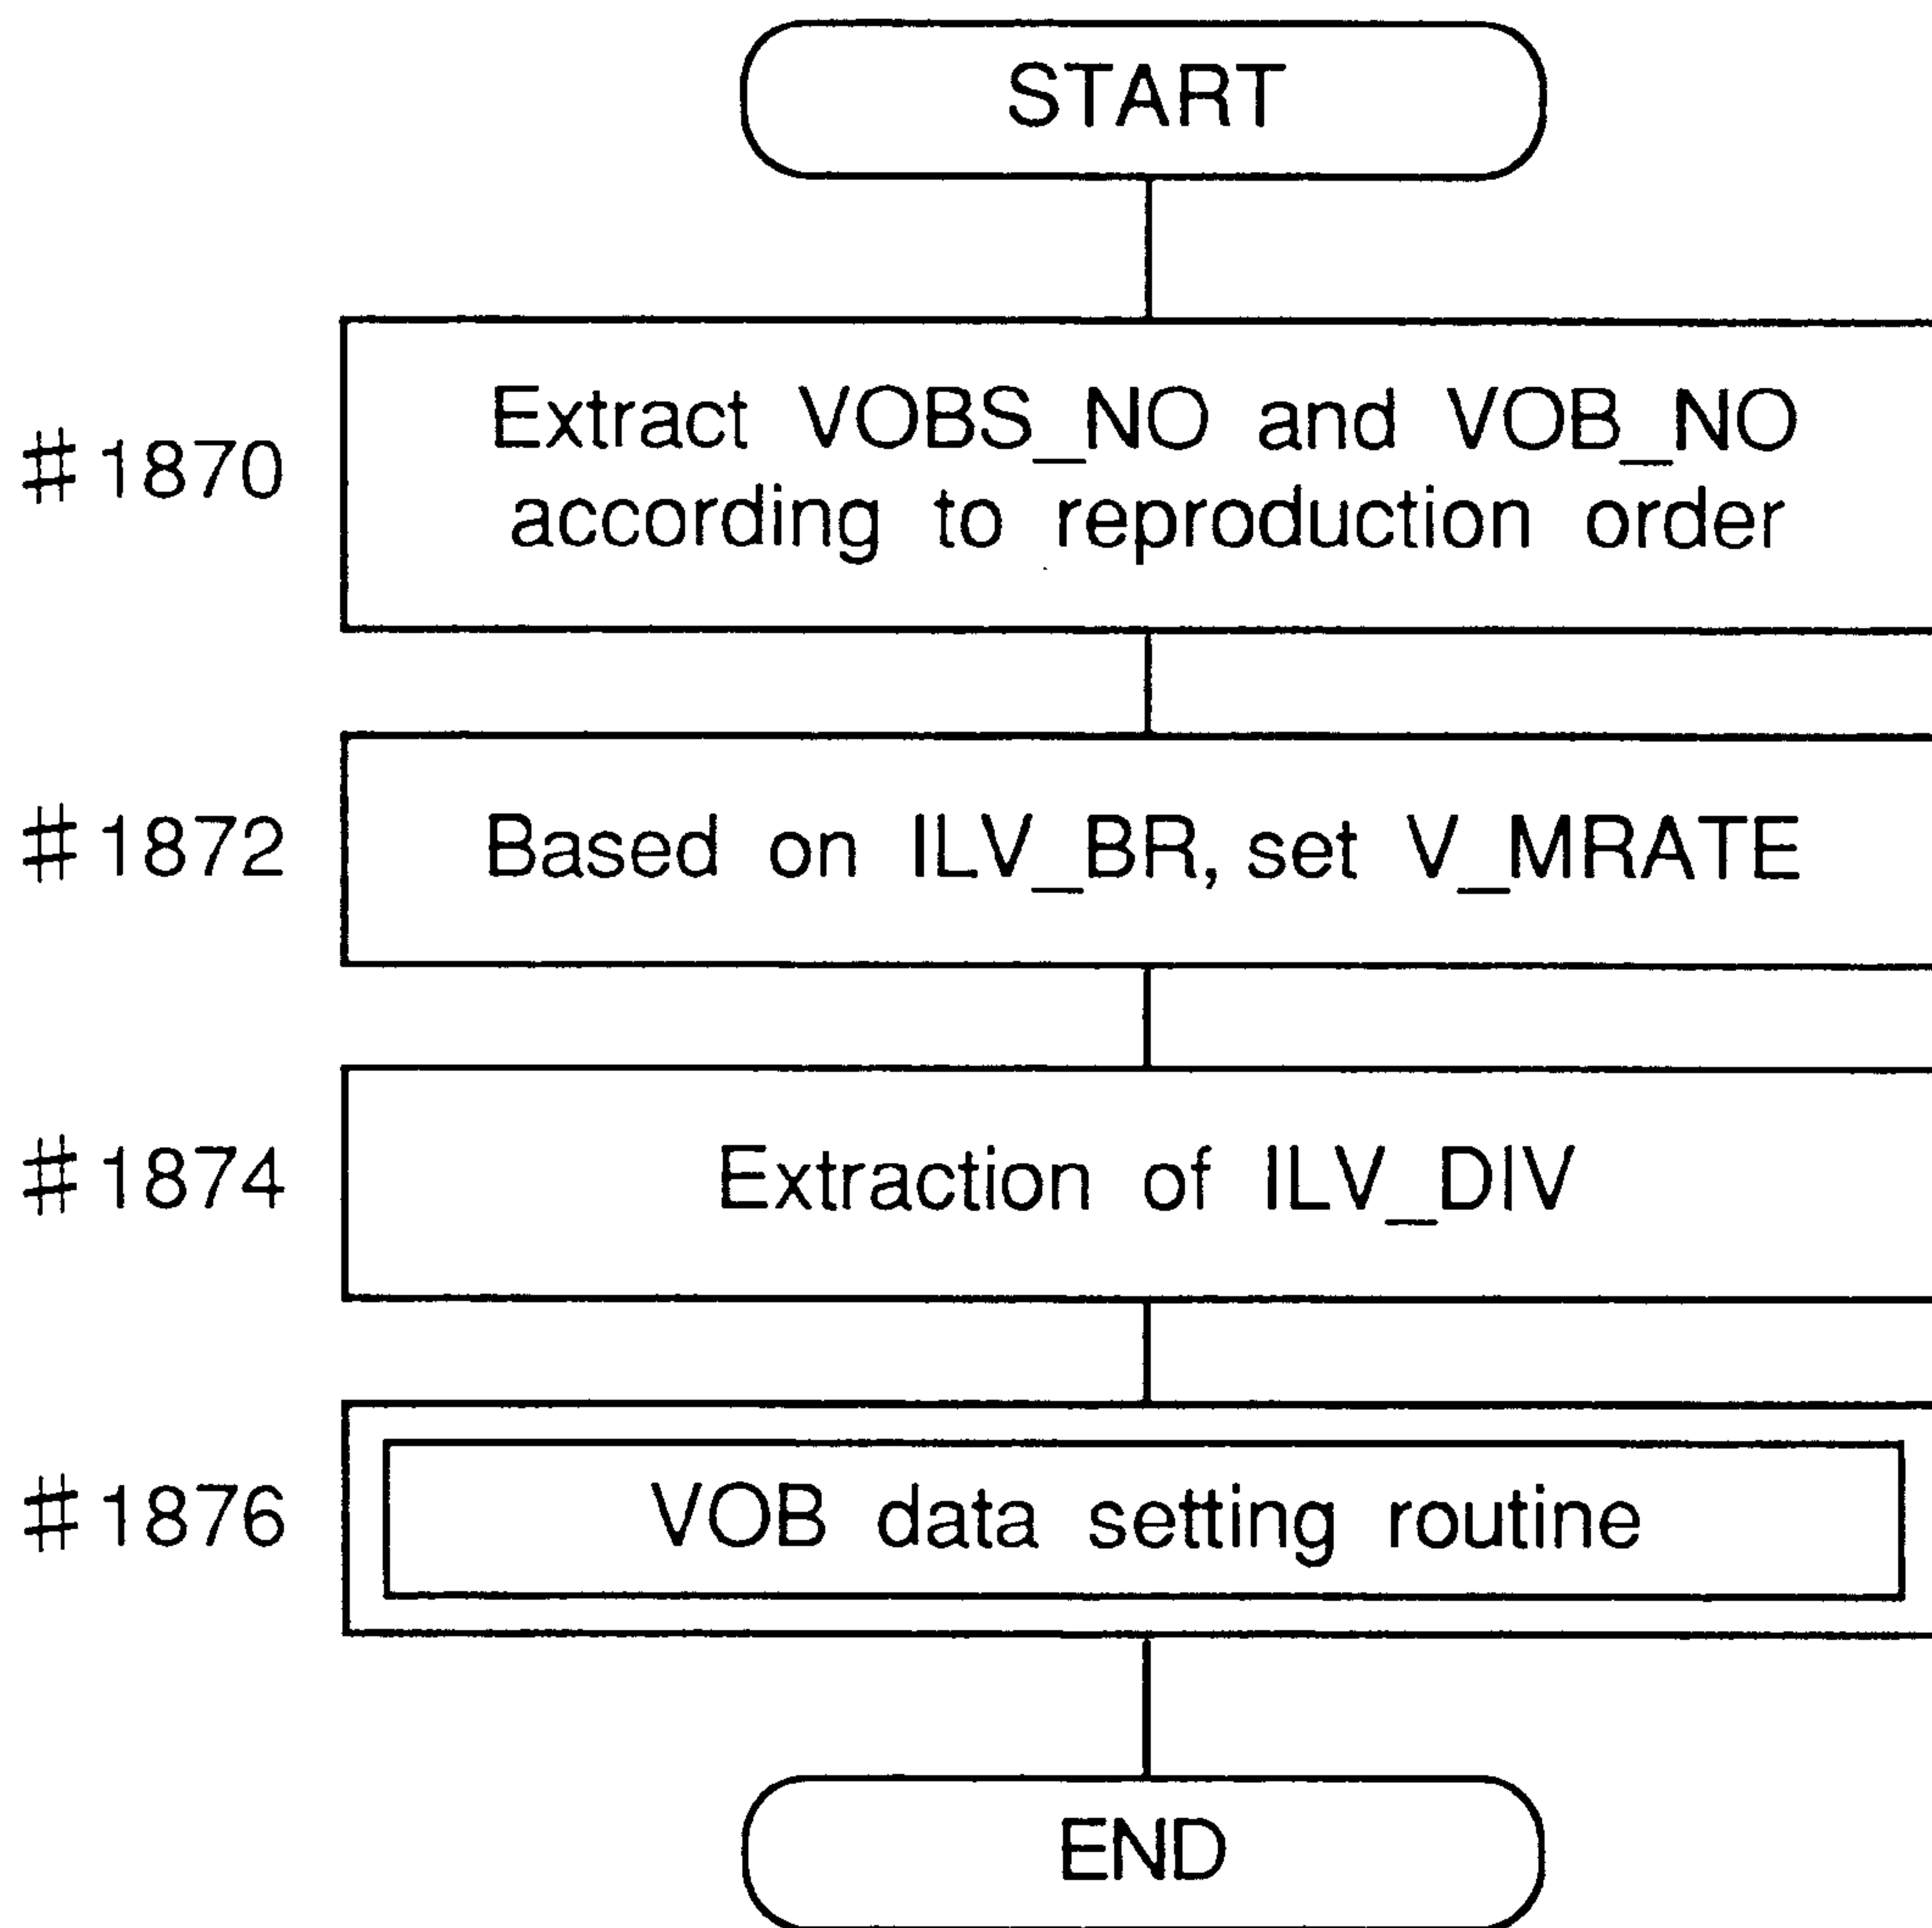 START
Extract VOBS_NO and VOB_NO
according to reproduction order
#1870
Based on ILV_BR, set V_MRATE
#1872
Extraction of ILV_DIV
#1874
VOB data setting routine
#1876
END